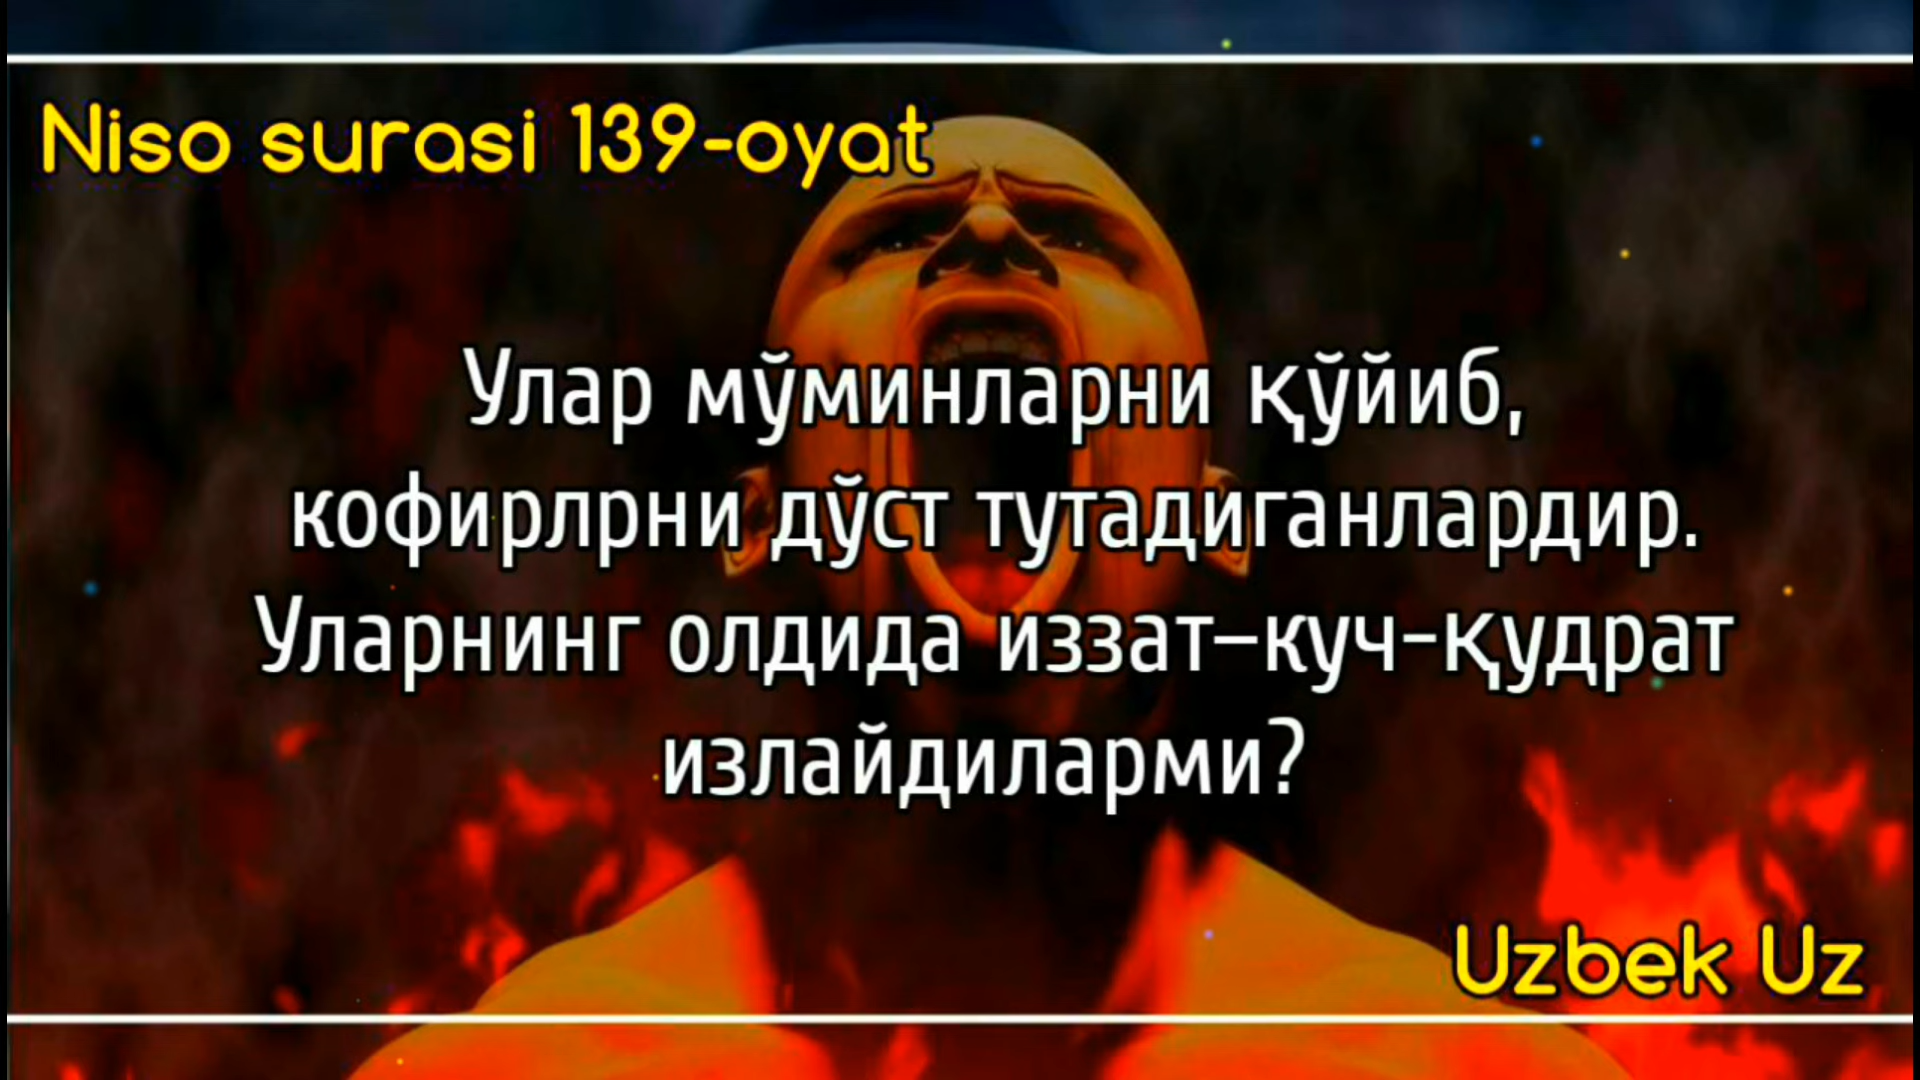 Niso surasi 139-oyat
Улар мўминларни қўйиб,
кофирлрни дўст тутадиганлардир.
Уларнинг олдида иззат–куч-қудрат
излайдиларми?
Uzbek Uz